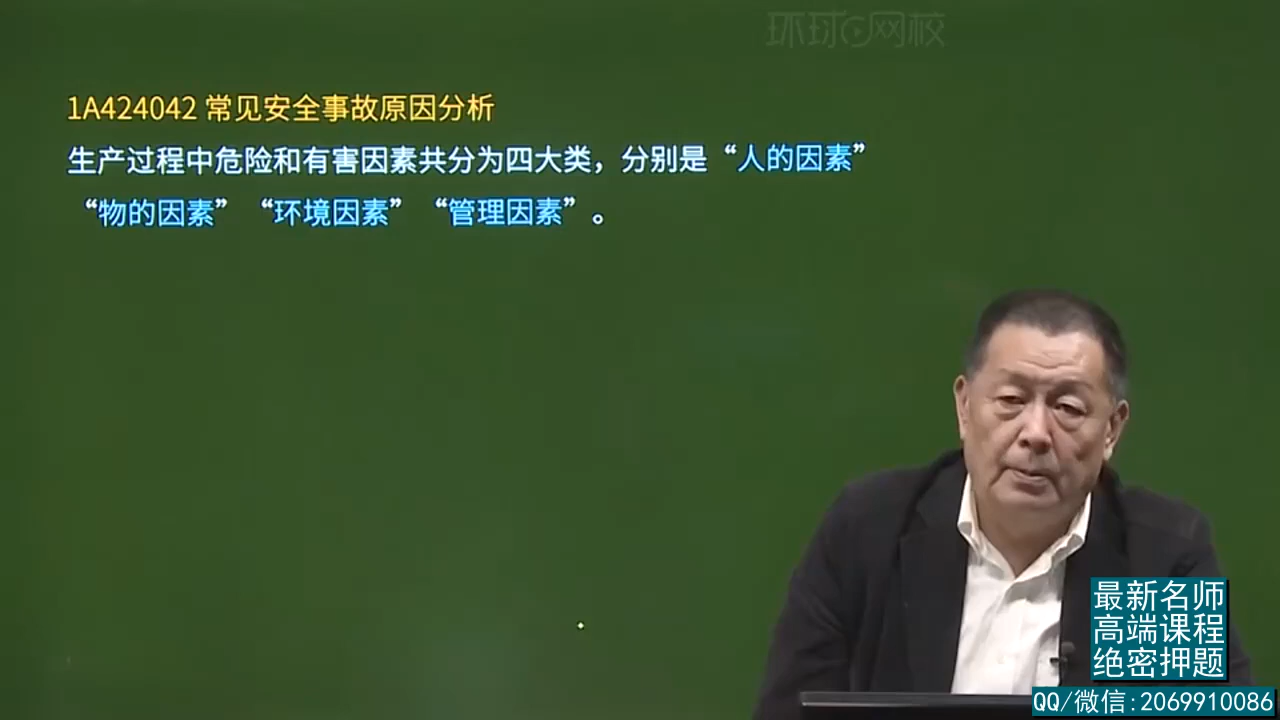 环球网校
1A424042 常见安全事故原因分析
生产过程中危险和有害因素共分为四大类，分别是“人的因素”
“物的因素” “环境因素” “管理因素”。
最新名师
高端课程
绝密押题
QQ/微信:2069910086